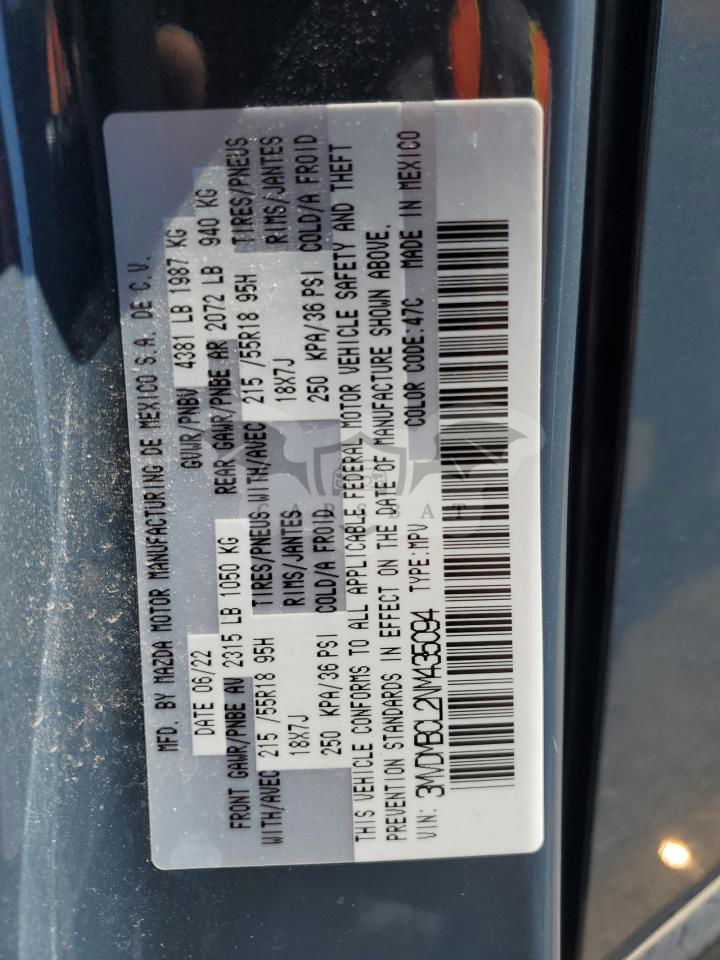 MFD. BY MAZDA MOTOR MANUFACTURING DE MEXICO S.A. DE C.V.
DATE 06/22 GVWR/PNBV 4381 LB 1987 KG
FRONT GAWR/PNBE AV 2315 LB 1050 KG REAR GAWR/PNBE AR 2072 LB 940 KG
WITH/AVEC 215 /55R18 95H TIRES/PNEUS WITH/AVEC 215 /55R18 95H TIRES/PNEUS
18X7J RIMS/JANTES 18X7J RIMS/JANTES
250 KPA/36 PSI COLD/A FROID 250 KPA/36 PSI COLD/A FROID
THIS VEHICLE CONFORMS TO ALL APPLICABLE FEDERAL MOTOR VEHICLE SAFETY AND THEFT
PREVENTION STANDARDS IN EFFECT ON THE DATE OF MANUFACTURE SHOWN ABOVE.
VIN: 3MVDMBCL2NM435094 TYPE:MPV COLOR CODE:47C MADE IN MEXICO